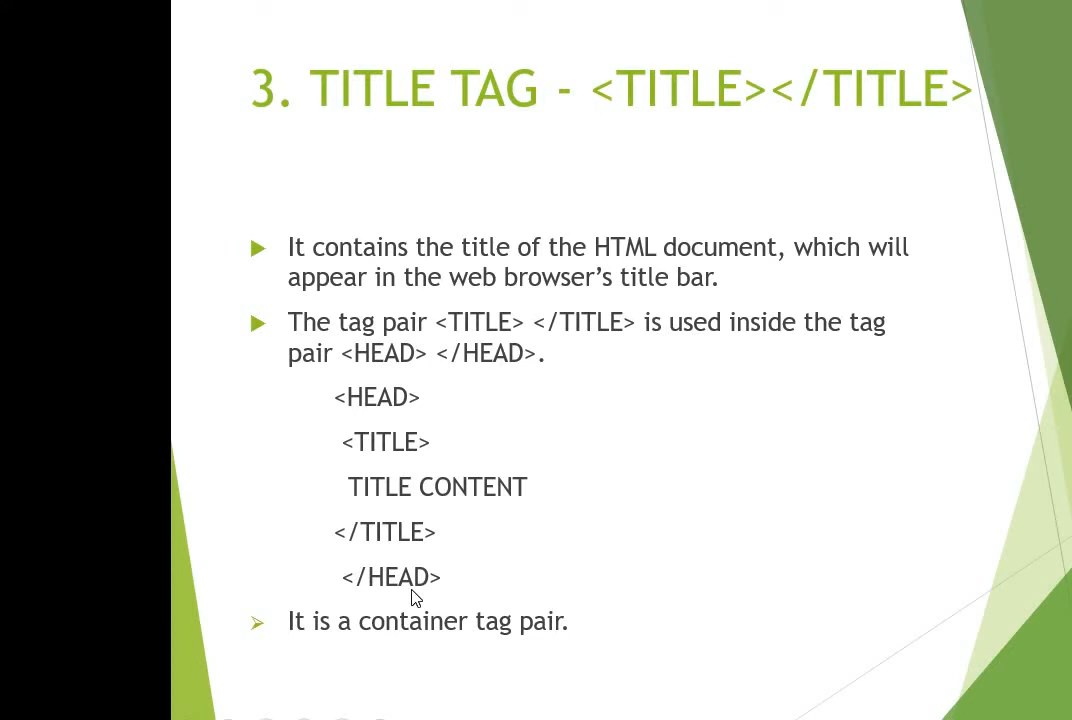 3. TITLE TAG - <TITLE></TITLE>
It contains the title of the HTML document, which will
appear in the web browser’s title bar.
The tag pair <TITLE> </TITLE> is used inside the tag
pair <HEAD> </HEAD>.
<HEAD>
<TITLE>
TITLE CONTENT
</TITLE>
</HEAD>
It is a container tag pair.